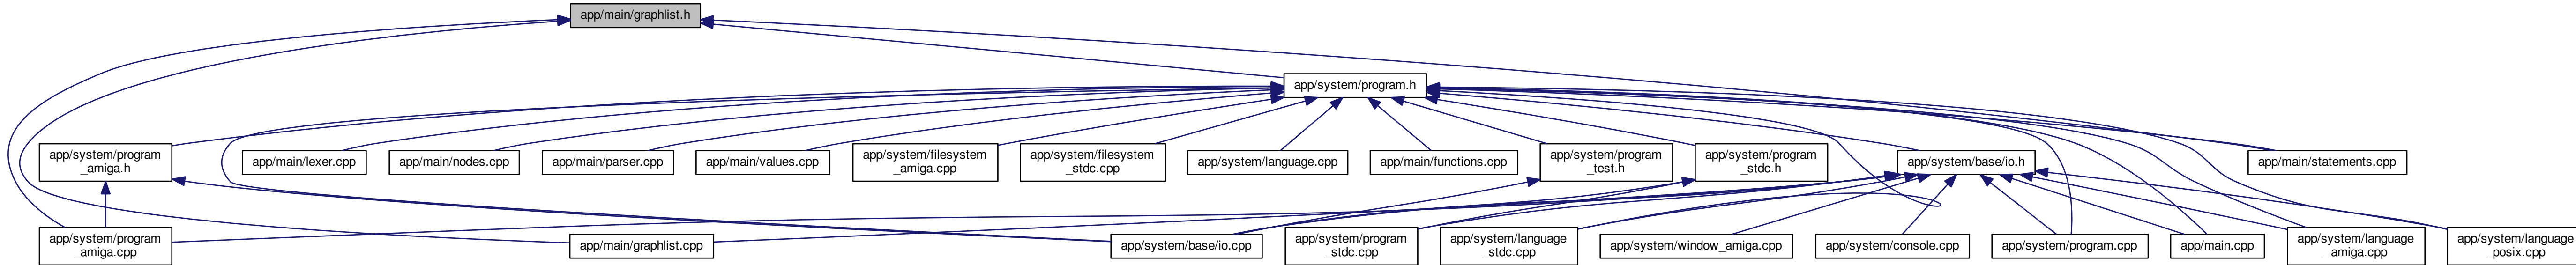 app/main/graphlist.h
app/system/program.h
app/system/program
_amiga.h
app/main/lexer.cpp
app/main/nodes.cpp
app/main/parser.cpp
app/main/values.cpp
app/system/filesystem
_amiga.cpp
app/system/filesystem
_stdc.cpp
app/system/language.cpp
app/main/functions.cpp
app/system/program
_test.h
app/system/program
_stdc.h
app/system/base/io.h
app/main/statements.cpp
app/system/program
_amiga.cpp
app/main/graphlist.cpp
app/system/base/io.cpp
app/system/program
_stdc.cpp
app/system/language
_stdc.cpp
app/system/window_amiga.cpp
app/system/console.cpp
app/system/program.cpp
app/main.cpp
app/system/language
_amiga.cpp
app/system/language
_posix.cpp